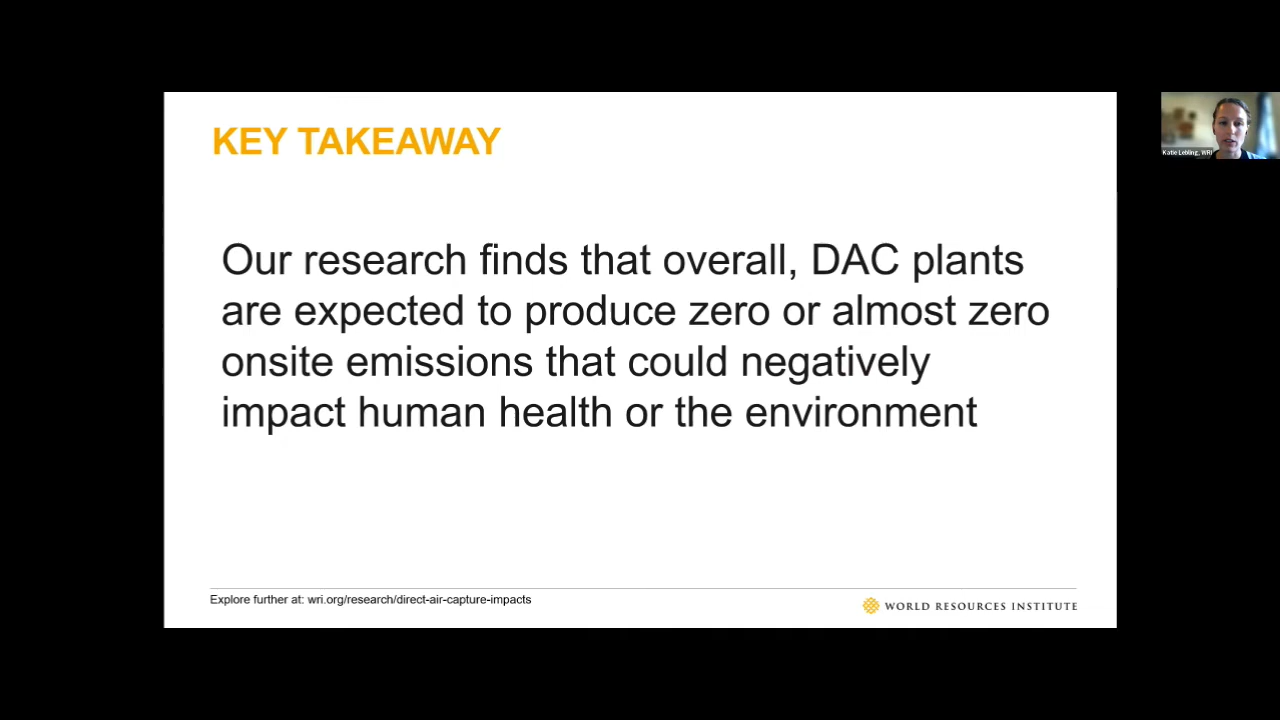 KEY TAKEAWAY
Katie Lebling, WRI
Our research finds that overall, DAC plants
are expected to produce zero or almost zero
onsite emissions that could negatively
impact human health or the environment
Explore further at: wri.org/research/direct-air-capture-impacts
WORLD RESOURCES INSTITUTE